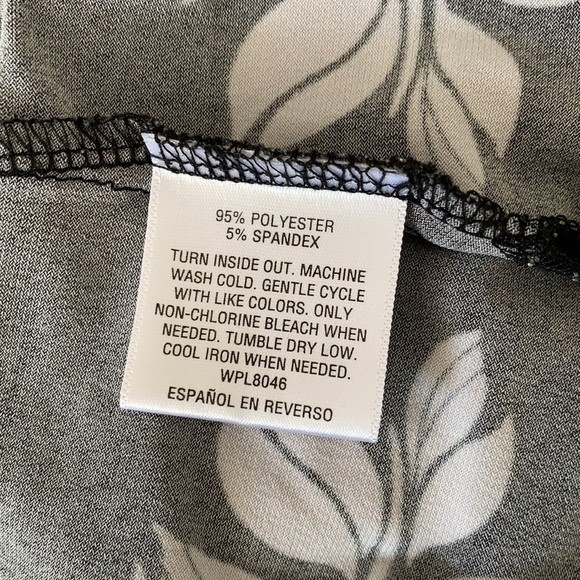 95% POLYESTER
5% SPANDEX
TURN INSIDE OUT. MACHINE
WASH COLD. GENTLE CYCLE
WITH LIKE COLORS. ONLY
NON-CHLORINE BLEACH WHEN
NEEDED. TUMBLE DRY LOW.
COOL IRON WHEN NEEDED.
WPL8046
ESPAÑOL EN REVERSO